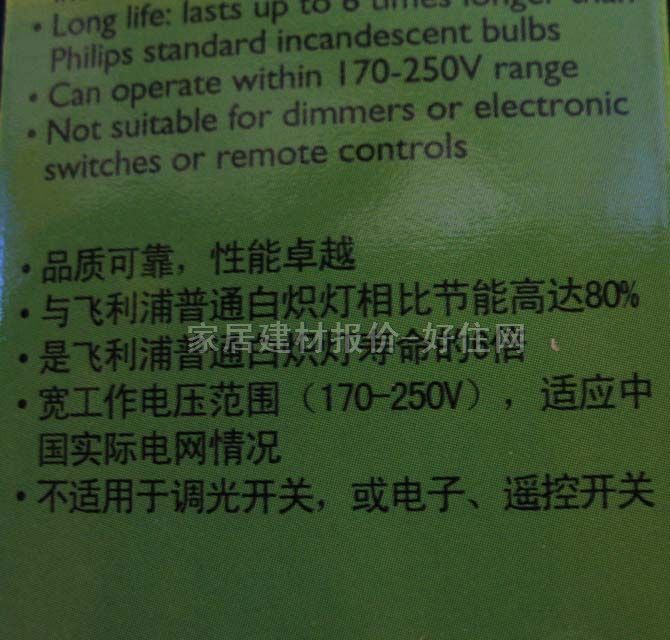 • Long life: lasts up to 6 times longer than
Philips standard incandescent bulbs
• Can operate within 170-250V range
• Not suitable for dimmers or electronic
switches or remote controls
• 品质可靠，性能卓越
• 与飞利浦普通白炽灯相比节能高达80%
家居建材报价-好住网
• 是飞利浦普通白炽灯寿命的6倍
• 宽工作电压范围（170-250V），适应中
国实际电网情况
• 不适用于调光开关，或电子、遥控开关